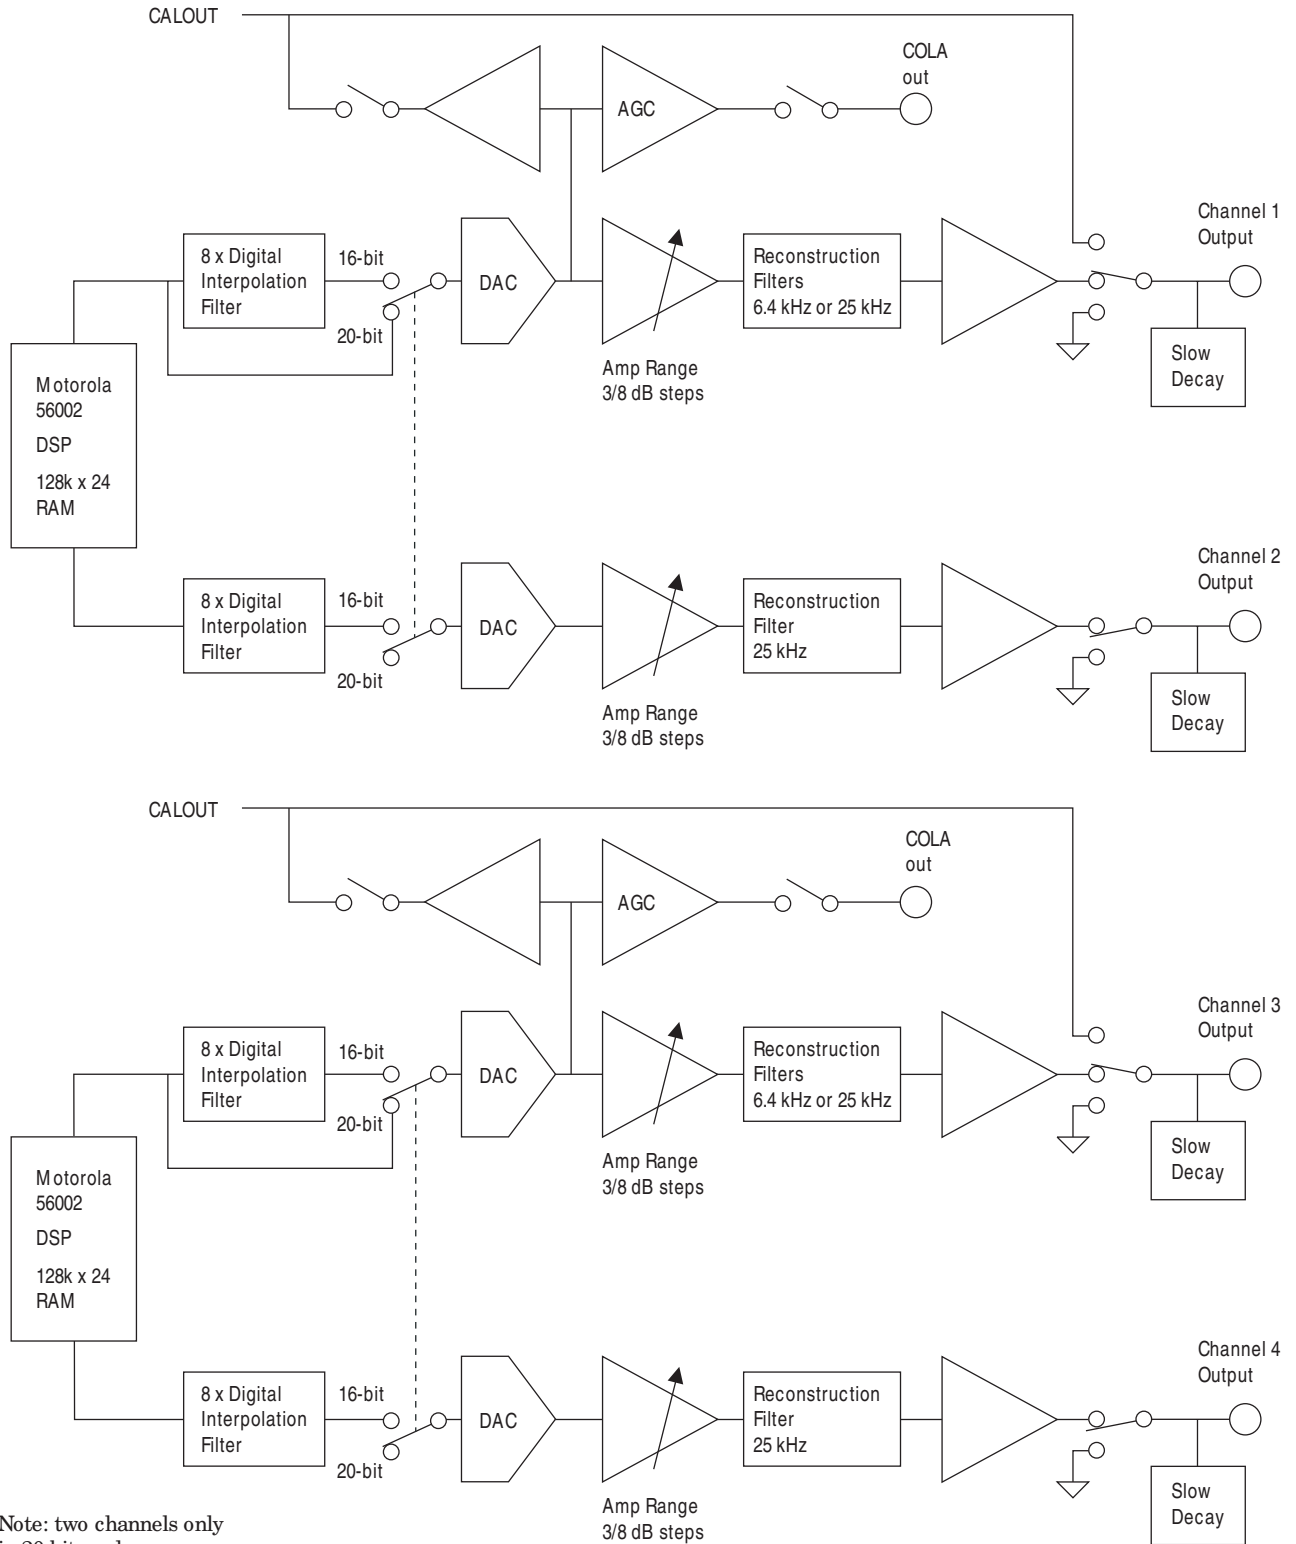 CALOUT
COLA
out
AGC
Channel 1
Output
8 x Digital
Interpolation
Filter
16-bit
20-bit
DAC
Reconstruction
Filters
6.4 kHz or 25 kHz
Amp Range
3/8 dB steps
Slow
Decay
Motorola
56002
DSP
128k x 24
RAM
Channel 2
Output
8 x Digital
Interpolation
Filter
16-bit
20-bit
DAC
Reconstruction
Filter
25 kHz
Amp Range
3/8 dB steps
Slow
Decay
CALOUT
COLA
out
AGC
Channel 3
Output
8 x Digital
Interpolation
Filter
16-bit
20-bit
DAC
Reconstruction
Filters
6.4 kHz or 25 kHz
Amp Range
3/8 dB steps
Slow
Decay
Motorola
56002
DSP
128k x 24
RAM
Channel 4
Output
8 x Digital
Interpolation
Filter
16-bit
20-bit
DAC
Reconstruction
Filter
25 kHz
Amp Range
3/8 dB steps
Slow
Decay
Note: two channels only